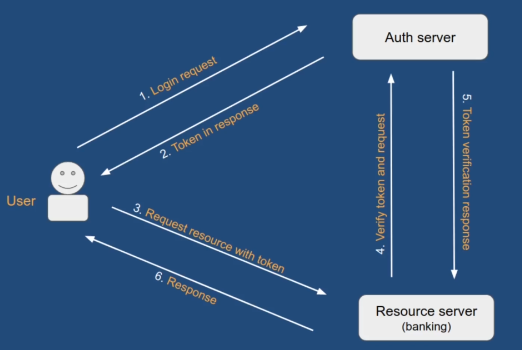 Auth server
1. Login request
2. Token in response
User
3. Request resource with token
4. Verify token and request
5. Token verification response
6. Response
Resource server
(banking)